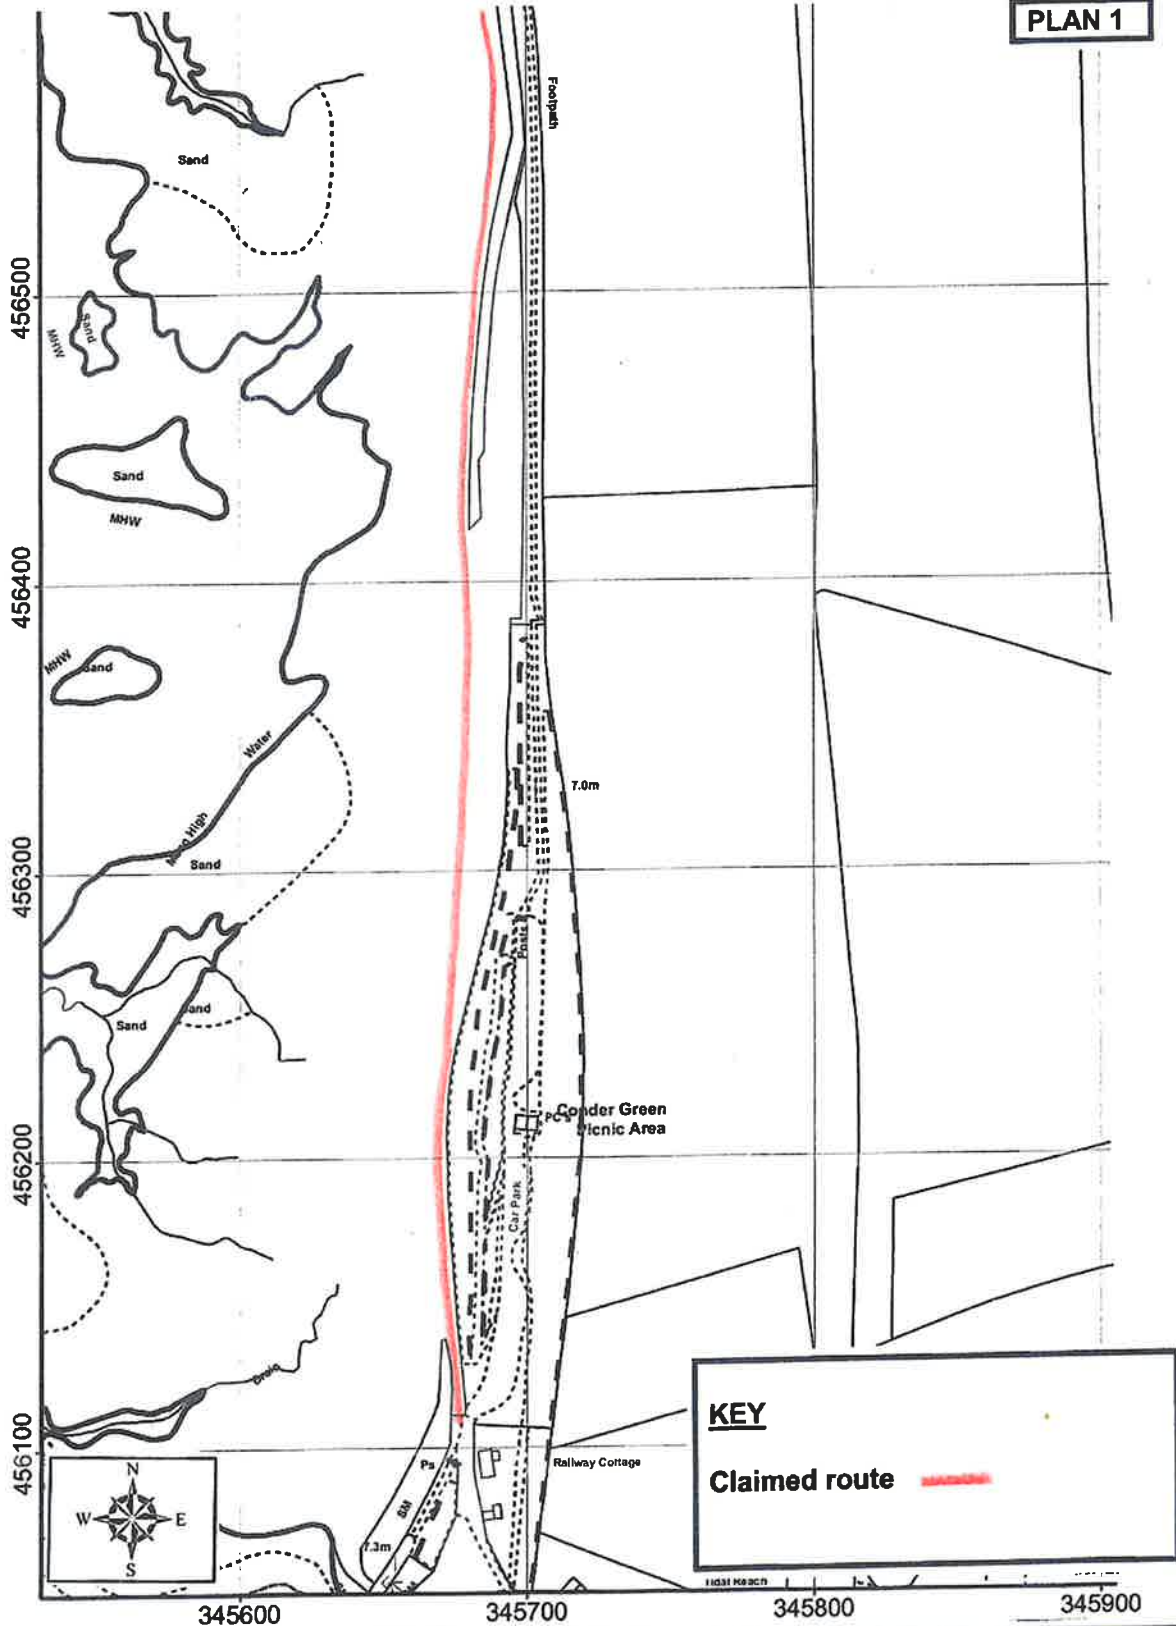 PLAN 1
Footpath
Sand
456500
Sand
MHW
Sand
MHW
456400
MHW
Sand
Water
7.0m
Mean High
Sand
456300
Posts
Sand
Sand
PC's
Conder Green
Picnic Area
456200
Car Park
Drain
KEY
Claimed route
456100
Ps
Railway Cottage
SM
7.3m
N
W
E
S
Tidal Reach
345600
345700
345800
345900